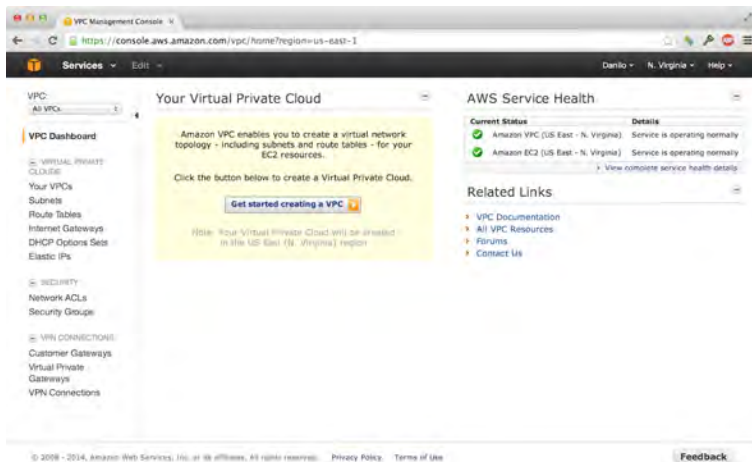 VPC Management Console
https://console.aws.amazon.com/vpc/home?region=us-east-1
Services
Edit
Danilo
N. Virginia
Help
VPC:
All VPCs
VPC Dashboard
VIRTUAL PRIVATE
CLOUDS
Your VPCs
Subnets
Route Tables
Internet Gateways
DHCP Options Sets
Elastic IPs
SECURITY
Network ACLs
Security Groups
VPN CONNECTIONS
Customer Gateways
Virtual Private
Gateways
VPN Connections
Your Virtual Private Cloud
Amazon VPC enables you to create a virtual network
topology - including subnets and route tables - for your
EC2 resources.
Click the button below to create a Virtual Private Cloud.
Get started creating a VPC
Note: Your Virtual Private Cloud will be created
in the US East (N. Virginia) region
AWS Service Health
Current Status Details
Amazon VPC (US East - N. Virginia) Service is operating normally
Amazon EC2 (US East - N. Virginia) Service is operating normally
View complete service health details
Related Links
VPC Documentation
All VPC Resources
Forums
Contact Us
© 2008 - 2014, Amazon Web Services, Inc. or its affiliates. All rights reserved. Privacy Policy Terms of Use
Feedback